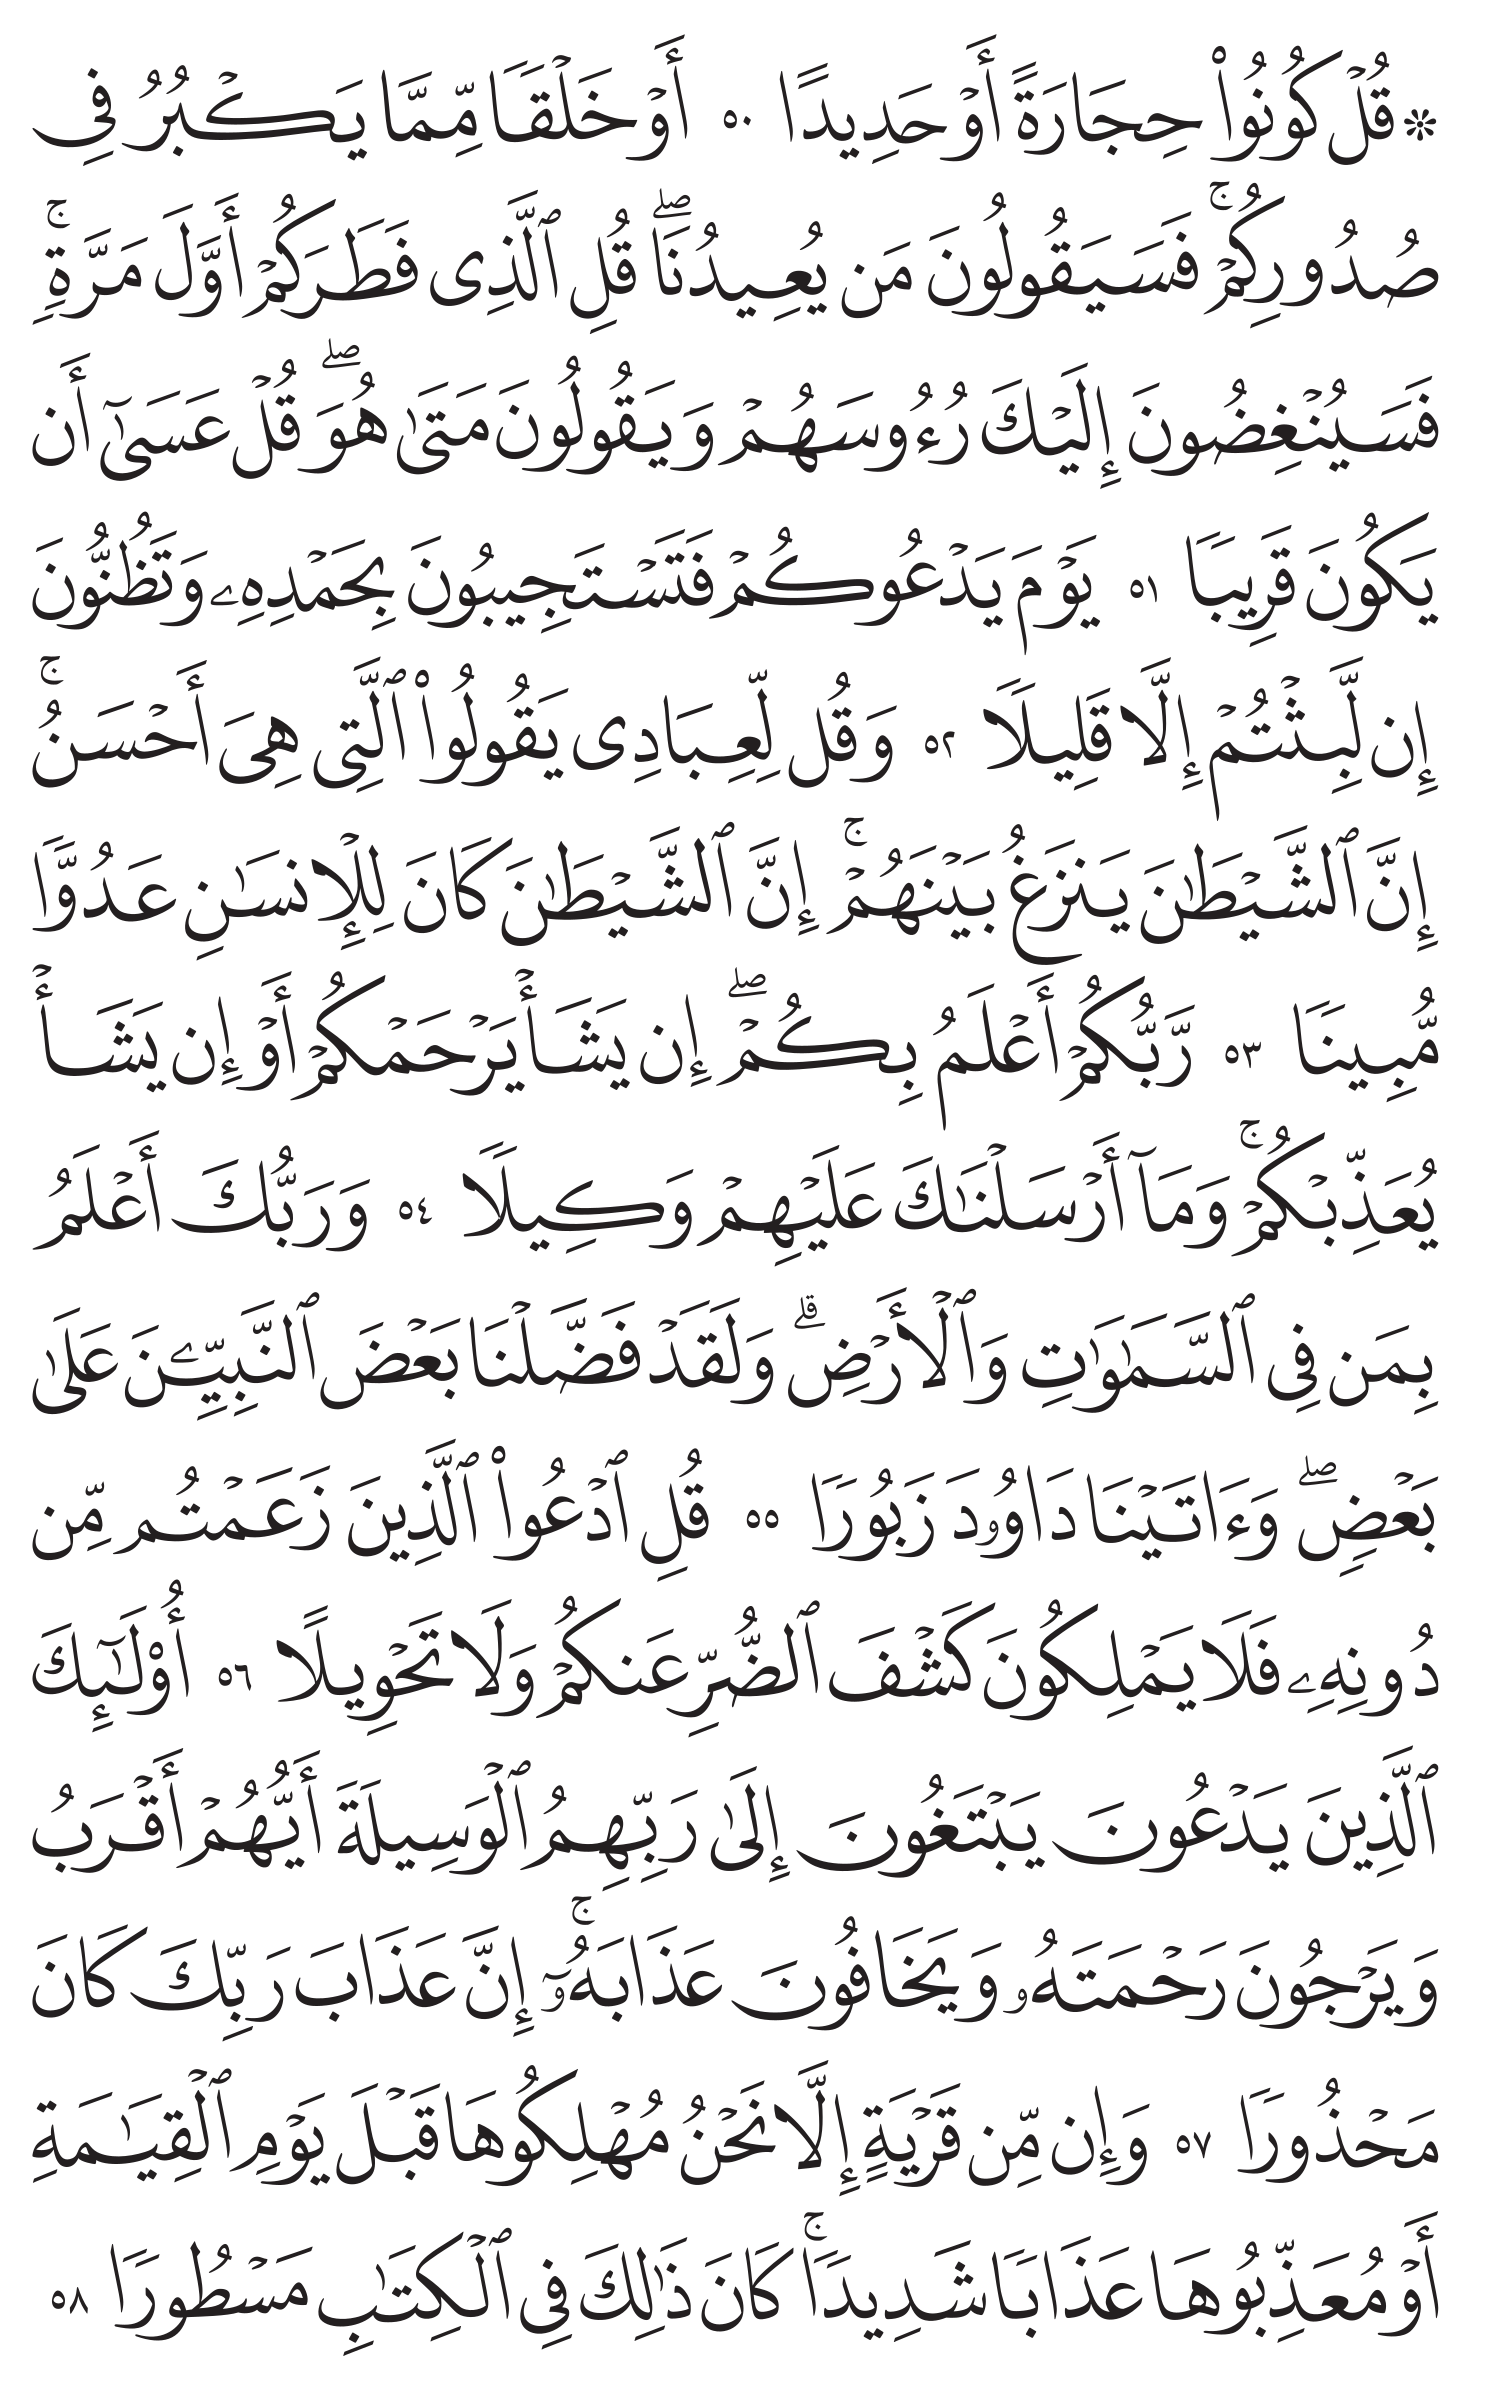 ۞ قُلۡ كُونُواْ حِجَارَةً أَوۡ حَدِيدًا ٥٠ أَوۡ خَلۡقٗا مِّمَّا يَكۡبُرُ فِي
صُدُورِكُمۡۚ فَسَيَقُولُونَ مَن يُعِيدُنَاۖ قُلِ ٱلَّذِي فَطَرَكُمۡ أَوَّلَ مَرَّةٖۚ
فَسَيُنۡغِضُونَ إِلَيۡكَ رُءُوسَهُمۡ وَيَقُولُونَ مَتَىٰ هُوَۖ قُلۡ عَسَىٰٓ أَن
يَكُونَ قَرِيبٗا ٥١ يَوۡمَ يَدۡعُوكُمۡ فَتَسۡتَجِيبُونَ بِحَمۡدِهِۦ وَتَظُنُّونَ
إِن لَّبِثۡتُمۡ إِلَّا قَلِيلٗا ٥٢ وَقُل لِّعِبَادِي يَقُولُواْ ٱلَّتِي هِيَ أَحۡسَنُۚ
إِنَّ ٱلشَّيۡطَٰنَ يَنزَغُ بَيۡنَهُمۡۚ إِنَّ ٱلشَّيۡطَٰنَ كَانَ لِلۡإِنسَٰنِ عَدُوّٗا
مُّبِينٗا ٥٣ رَّبُّكُمۡ أَعۡلَمُ بِكُمۡۖ إِن يَشَأۡ يَرۡحَمۡكُمۡ أَوۡ إِن يَشَأۡ
يُعَذِّبۡكُمۡۚ وَمَآ أَرۡسَلۡنَٰكَ عَلَيۡهِمۡ وَكِيلٗا ٥٤ وَرَبُّكَ أَعۡلَمُ
بِمَن فِي ٱلسَّمَٰوَٰتِ وَٱلۡأَرۡضِۗ وَلَقَدۡ فَضَّلۡنَا بَعۡضَ ٱلنَّبِيِّـۧنَ عَلَىٰ
بَعۡضٖۖ وَءَاتَيۡنَا دَاوُۥدَ زَبُورٗا ٥٥ قُلِ ٱدۡعُواْ ٱلَّذِينَ زَعَمۡتُم مِّن
دُونِهِۦ فَلَا يَمۡلِكُونَ كَشۡفَ ٱلضُّرِّ عَنكُمۡ وَلَا تَحۡوِيلًا ٥٦ أُوْلَٰٓئِكَ
ٱلَّذِينَ يَدۡعُونَ يَبۡتَغُونَ إِلَىٰ رَبِّهِمُ ٱلۡوَسِيلَةَ أَيُّهُمۡ أَقۡرَبُ
وَيَرۡجُونَ رَحۡمَتَهُۥ وَيَخَافُونَ عَذَابَهُۥٓۚ إِنَّ عَذَابَ رَبِّكَ كَانَ
مَحۡذُورٗا ٥٧ وَإِن مِّن قَرۡيَةٍ إِلَّا نَحۡنُ مُهۡلِكُوهَا قَبۡلَ يَوۡمِ ٱلۡقِيَٰمَةِ
أَوۡ مُعَذِّبُوهَا عَذَابٗا شَدِيدٗاۚ كَانَ ذَٰلِكَ فِي ٱلۡكِتَٰبِ مَسۡطُورٗا ٥٨